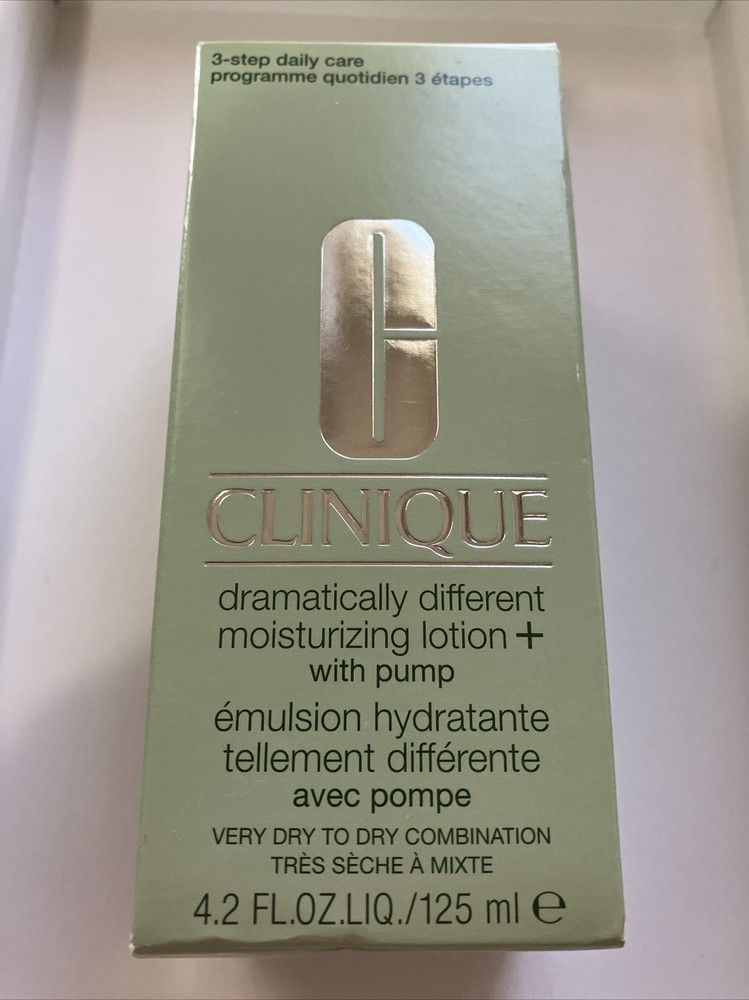 3-step daily care
programme quotidien 3 étapes
C
CLINIQUE
dramatically different
moisturizing lotion +
with pump
émulsion hydratante
tellement différente
avec pompe
VERY DRY TO DRY COMBINATION
TRÈS SÈCHE À MIXTE
4.2 FL.OZ.LIQ./125 ml ℮